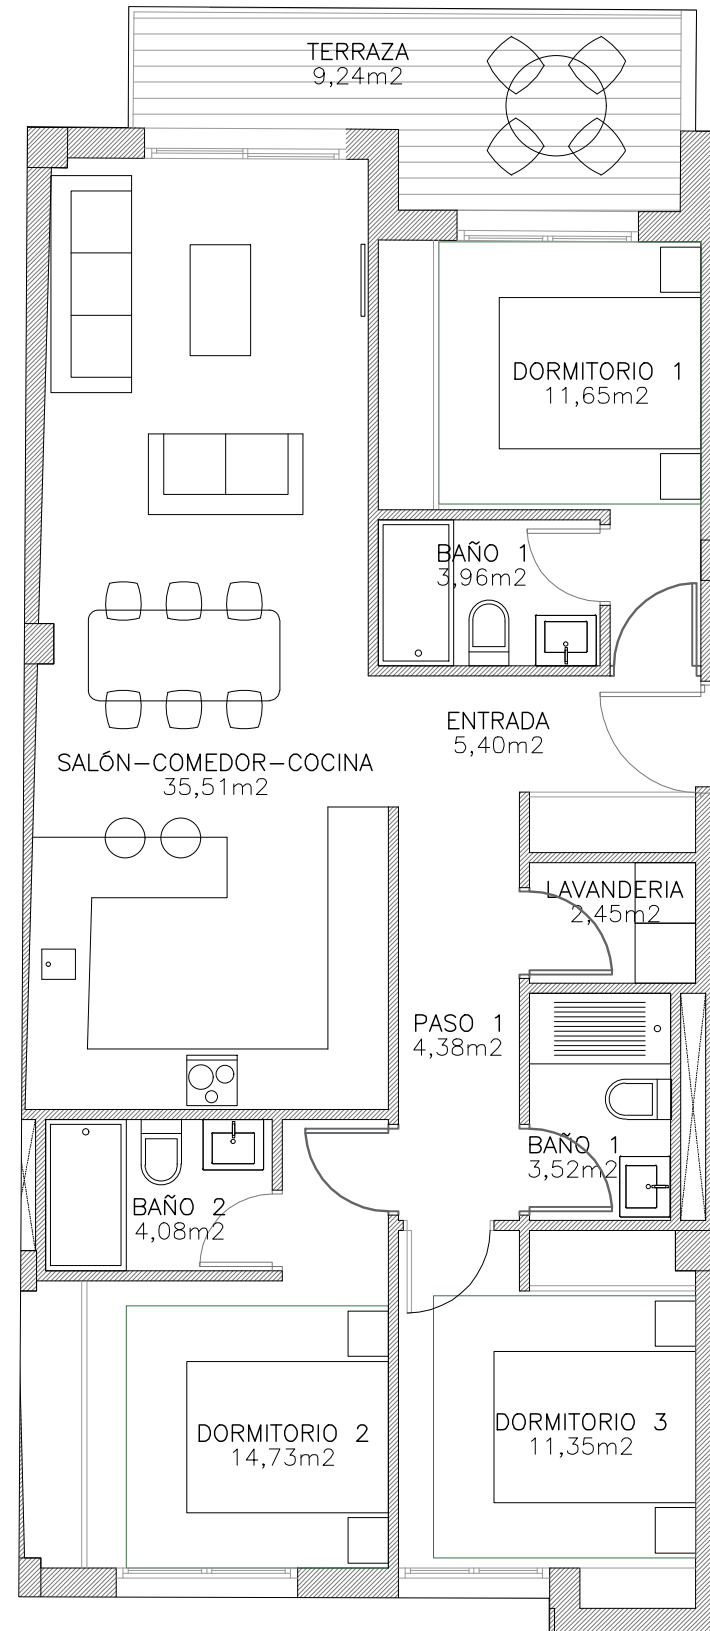 TERRAZA
9,24m2
DORMITORIO 1
11,65m2
BAÑO 1
3,96m2
ENTRADA
5,40m2
SALÓN-COMEDOR-COCINA
35,51m2
LAVANDERIA
2,45m2
PASO 1
4,38m2
BAÑO 1
3,52m2
BAÑO 2
4,08m2
DORMITORIO 2
14,73m2
DORMITORIO 3
11,35m2